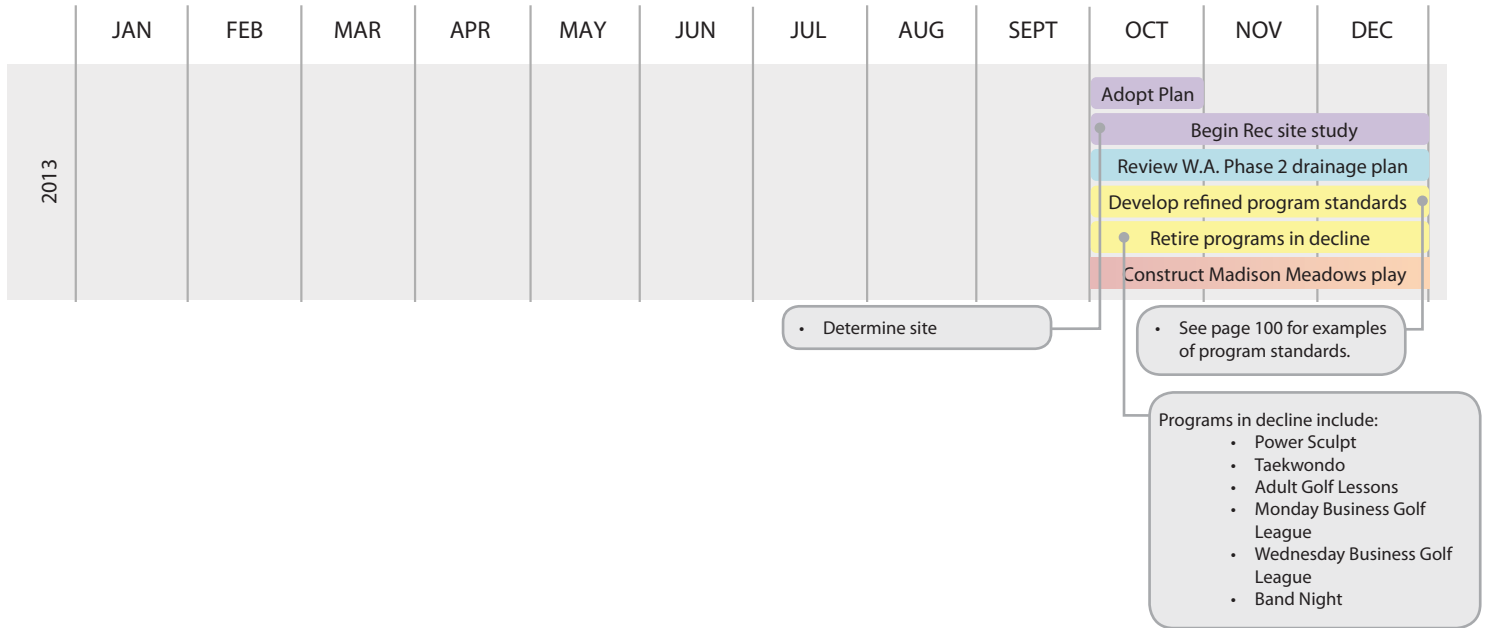 JAN FEB MAR APR MAY JUN JUL AUG SEPT OCT NOV DEC
2013
Adopt Plan
Begin Rec site study
Review W.A. Phase 2 drainage plan
Develop refined program standards
Retire programs in decline
Construct Madison Meadows play
• Determine site
• See page 100 for examples
of program standards.
Programs in decline include:
• Power Sculpt
• Taekwondo
• Adult Golf Lessons
• Monday Business Golf
League
• Wednesday Business Golf
League
• Band Night